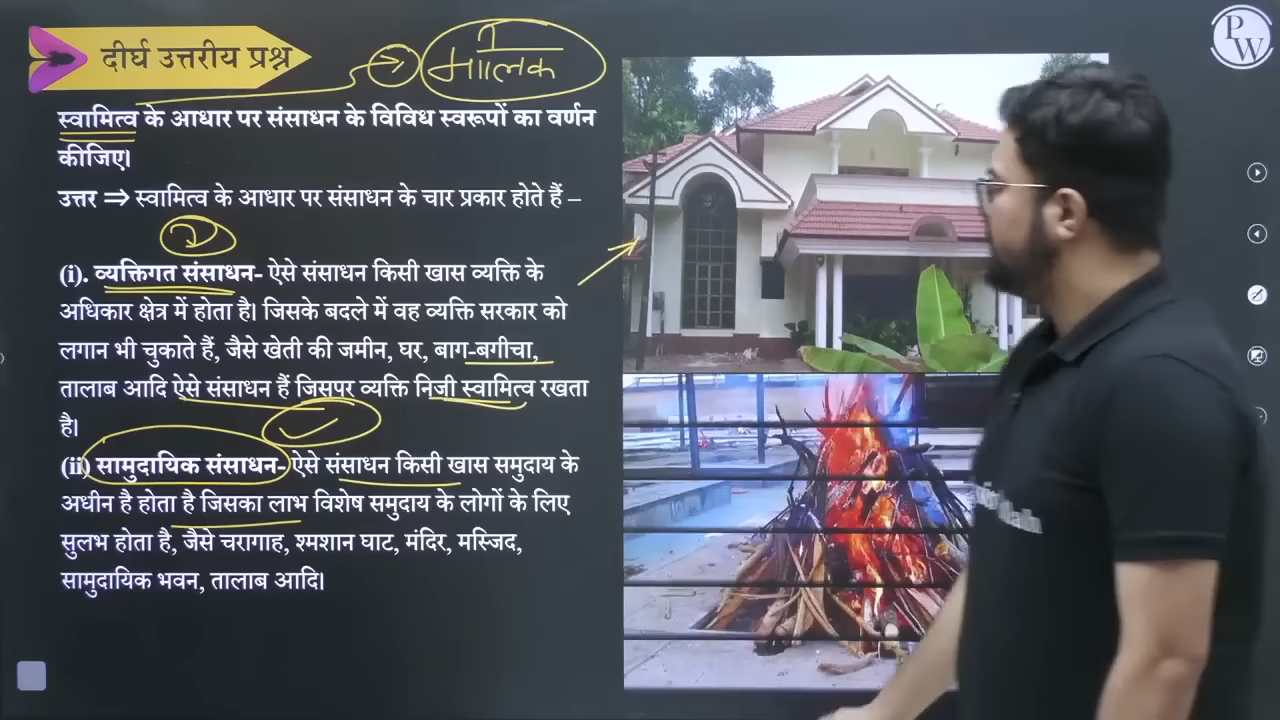 दीर्घ उत्तरीय प्रश्न
मालिक
PW
स्वामित्व के आधार पर संसाधन के विविध स्वरूपों का वर्णन
कीजिए।
उत्तर ⇒ स्वामित्व के आधार पर संसाधन के चार प्रकार होते हैं –
(i). व्यक्तिगत संसाधन- ऐसे संसाधन किसी खास व्यक्ति के
अधिकार क्षेत्र में होता है। जिसके बदले में वह व्यक्ति सरकार को
लगान भी चुकाते हैं, जैसे खेती की जमीन, घर, बाग-बगीचा,
तालाब आदि ऐसे संसाधन हैं जिसपर व्यक्ति निजी स्वामित्व रखता
है।
(ii) सामुदायिक संसाधन- ऐसे संसाधन किसी खास समुदाय के
अधीन है होता है जिसका लाभ विशेष समुदाय के लोगों के लिए
सुलभ होता है, जैसे चरागाह, श्मशान घाट, मंदिर, मस्जिद,
सामुदायिक भवन, तालाब आदि।